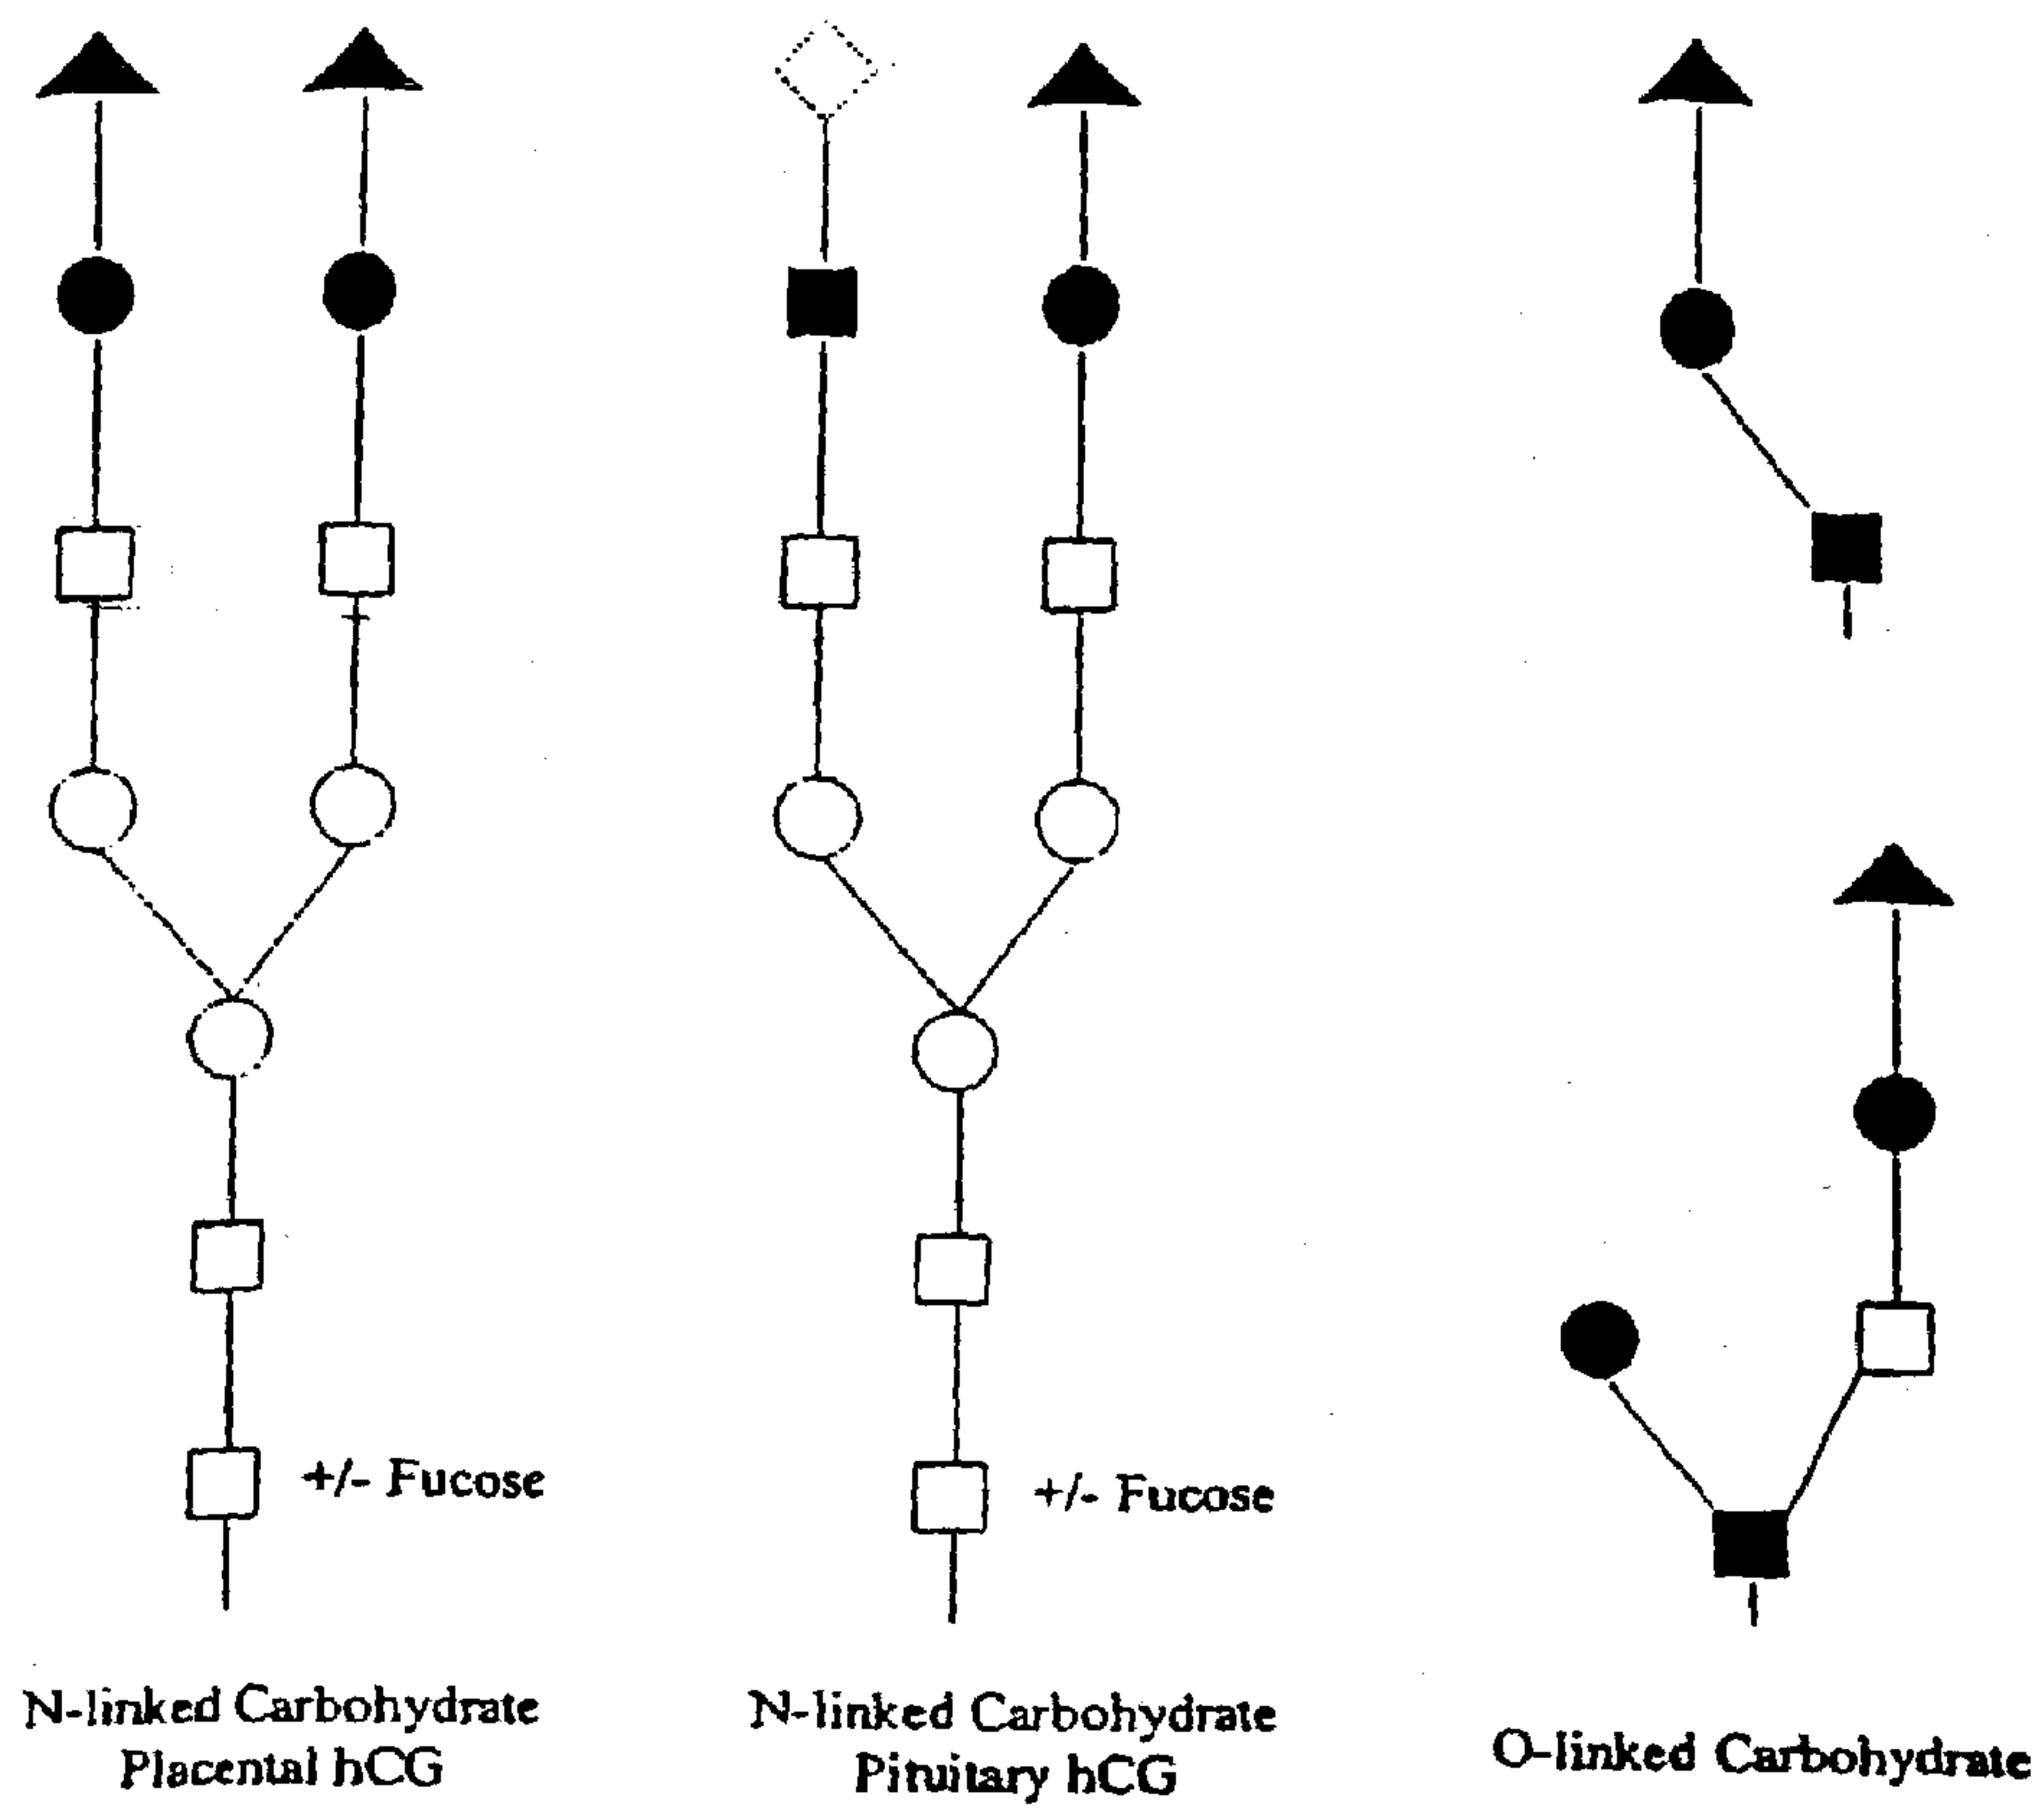 +/- Fucose
+/- Fucose
N-linked Carbohydrate
Placental hCG
N-linked Carbohydrate
Pituitary hCG
O-linked Carbohydrate